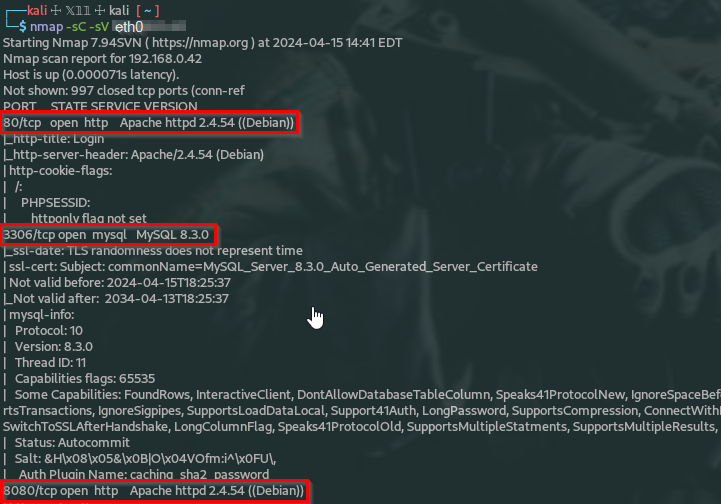 kali 🕀 𝕏𝟙𝟙 🕀 kali [ ~ ]
$ nmap -sC -sV eth0
Starting Nmap 7.94SVN ( https://nmap.org ) at 2024-04-15 14:41 EDT
Nmap scan report for 192.168.0.42
Host is up (0.000071s latency).
Not shown: 997 closed tcp ports (conn-ref
PORT STATE SERVICE VERSION
80/tcp open http Apache httpd 2.4.54 ((Debian))
|_http-title: Login
|_http-server-header: Apache/2.4.54 (Debian)
| http-cookie-flags:
| /:
| PHPSESSID:
|_ httponly flag not set
3306/tcp open mysql MySQL 8.3.0
|_ssl-date: TLS randomness does not represent time
| ssl-cert: Subject: commonName=MySQL_Server_8.3.0_Auto_Generated_Server_Certificate
| Not valid before: 2024-04-15T18:25:37
|_Not valid after: 2034-04-13T18:25:37
| mysql-info:
| Protocol: 10
| Version: 8.3.0
| Thread ID: 11
| Capabilities flags: 65535
| Some Capabilities: FoundRows, InteractiveClient, DontAllowDatabaseTableColumn, Speaks41ProtocolNew, IgnoreSpaceBef
rtsTransactions, IgnoreSigpipes, SupportsLoadDataLocal, Support41Auth, LongPassword, SupportsCompression, ConnectWith
SwitchToSSLAfterHandshake, LongColumnFlag, Speaks41ProtocolOld, SupportsMultipleStatments, SupportsMultipleResults,
| Status: Autocommit
| Salt: &H\x08\x05&\x0B|O\x04VOfm:i^\x0FU\,
|_ Auth Plugin Name: caching_sha2_password
8080/tcp open http Apache httpd 2.4.54 ((Debian))